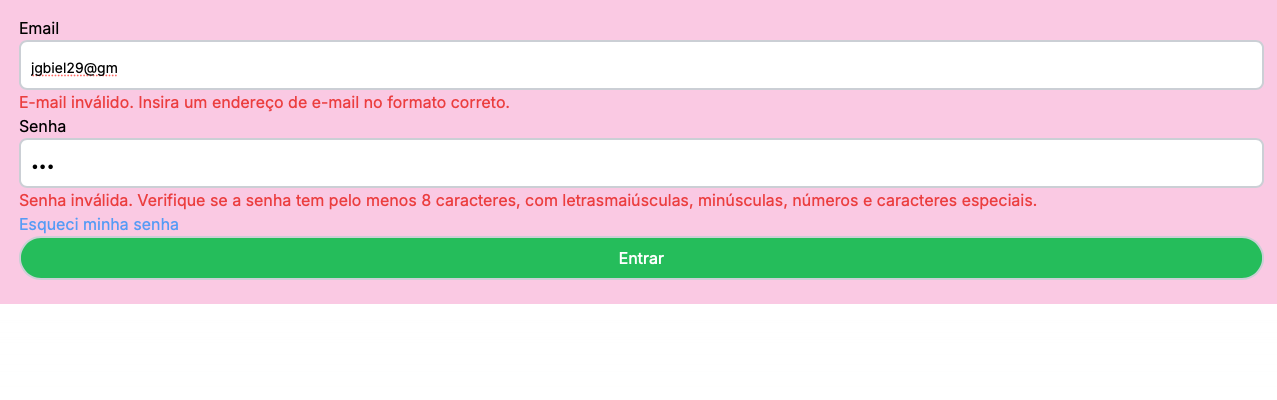 Email
jgbiel29@gm
E-mail inválido. Insira um endereço de e-mail no formato correto.
Senha
•••
Senha inválida. Verifique se a senha tem pelo menos 8 caracteres, com letrasmaiúsculas, minúsculas, números e caracteres especiais.
Esqueci minha senha
Entrar